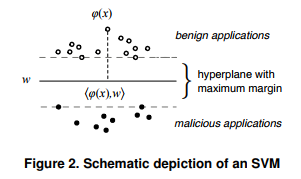 φ(x)
benign applications
w
hyperplane with
maximum margin
⟨φ(x),w⟩
malicious applications
Figure 2. Schematic depiction of an SVM